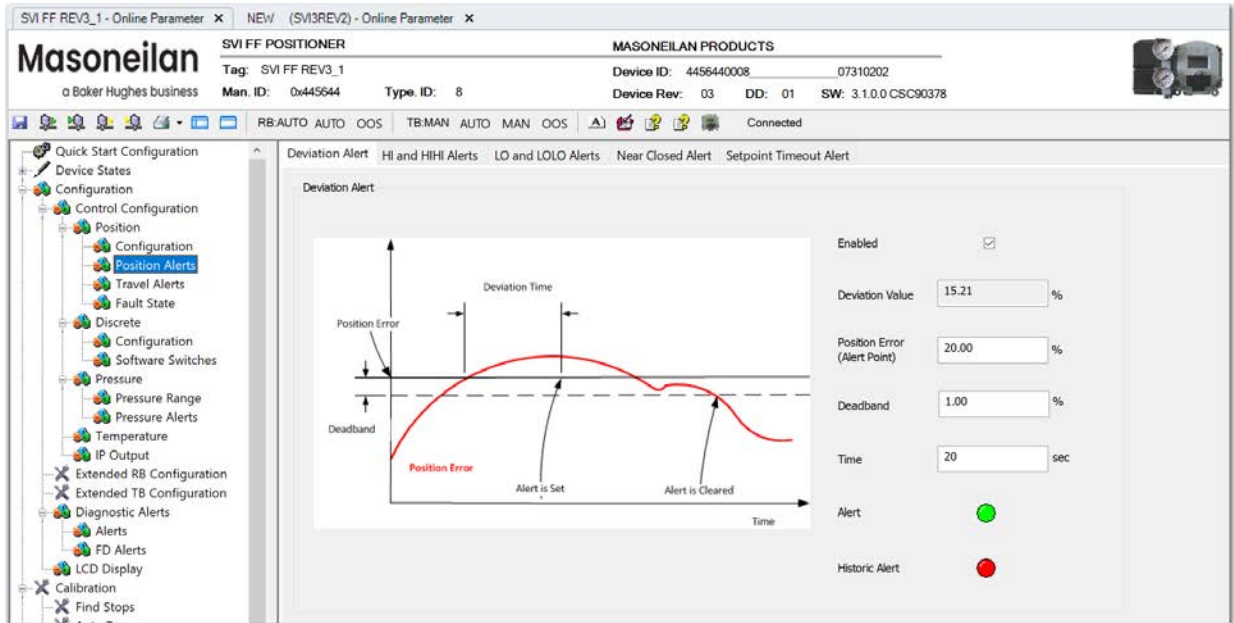 SVI FF REV3_1 - Online Parameter ×
NEW (SVI3REV2) - Online Parameter ×
Masoneilan
a Baker Hughes business
SVI FF POSITIONER
Tag: SVI FF REV3_1
Man. ID: 0x445644 Type. ID: 8
MASONEILAN PRODUCTS
Device ID: 4456440008________07310202
Device Rev: 03 DD: 01 SW: 3.1.0.0 CSC90378
RB:AUTO AUTO OOS TB:MAN AUTO MAN OOS Connected
Quick Start Configuration
Device States
Configuration
Control Configuration
Position
Configuration
Position Alerts
Travel Alerts
Fault State
Discrete
Configuration
Software Switches
Pressure
Pressure Range
Pressure Alerts
Temperature
IP Output
Extended RB Configuration
Extended TB Configuration
Diagnostic Alerts
Alerts
FD Alerts
LCD Display
Calibration
Find Stops
Deviation Alert HI and HIHI Alerts LO and LOLO Alerts Near Closed Alert Setpoint Timeout Alert
Deviation Alert
Deviation Time
Position Error
Deadband
Position Error
Alert is Set
Alert is Cleared
Time
Enabled
Deviation Value 15.21 %
Position Error
(Alert Point) 20.00 %
Deadband 1.00 %
Time 20 sec
Alert
Historic Alert